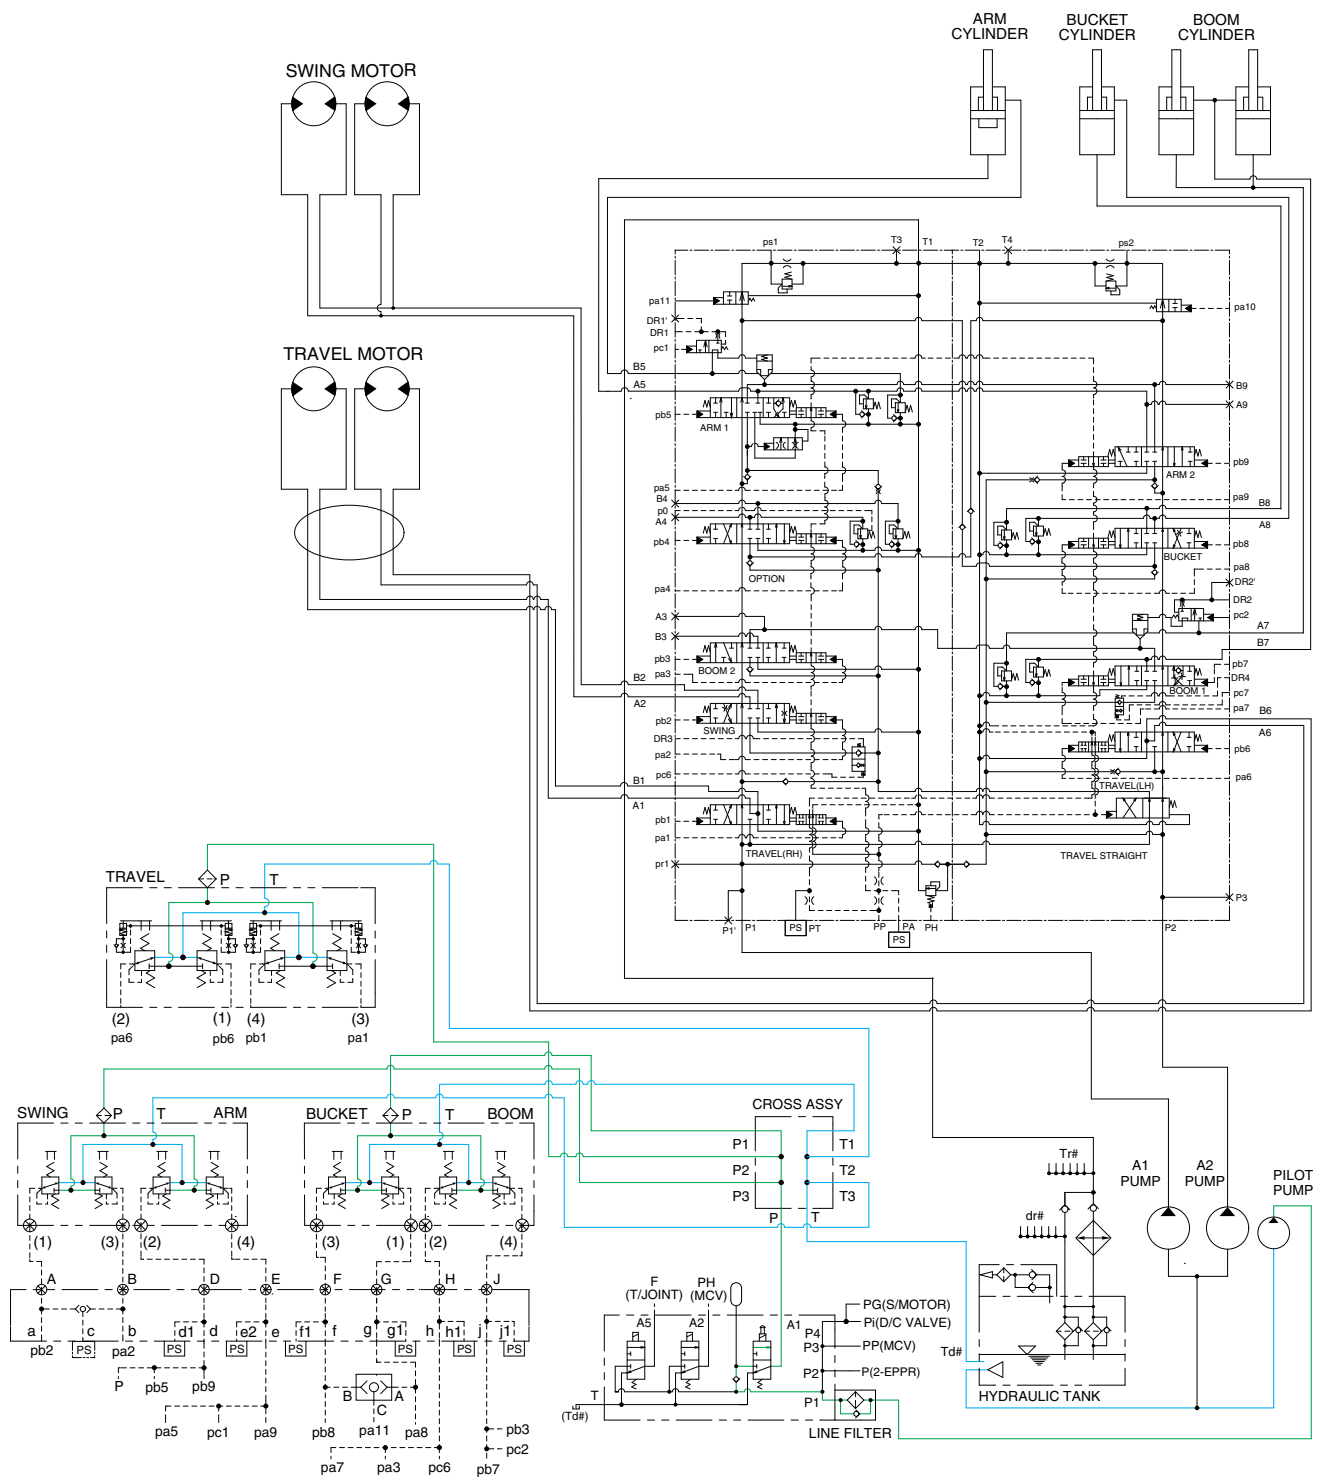 ARM
CYLINDER
BUCKET
CYLINDER
BOOM
CYLINDER
SWING MOTOR
TRAVEL MOTOR
ps1
T3
T1
T2
T4
ps2
pa11
pa10
DR1'
DR1
pc1
B5
A5
B9
A9
pb5
ARM 1
pb9
ARM 2
pa5
pa9
B4
p0
A4
B8
A8
pb4
pb8
BUCKET
OPTION
pa8
DR2'
pa4
DR2
A3
pc2
A7
B3
B7
pb3
BOOM 2
pa3
pb7
DR4
BOOM 1
pc7
B2
A2
pa7
B6
pb2
SWING
A6
DR3
pb6
pa2
pc6
pa6
B1
TRAVEL(LH)
A1
pb1
pa1
TRAVEL(RH)
TRAVEL STRAIGHT
pr1
P3
P1'
P1
PS
PT
PP
PA
PS
PH
P2
TRAVEL
P
T
(2)
(1)
(4)
(3)
pa6
pb6
pb1
pa1
SWING
P
T
ARM
BUCKET
P
T
BOOM
CROSS ASSY
P1
T1
P2
T2
P3
T3
P
T
(1)
(3)
(2)
(4)
(3)
(1)
(2)
(4)
A
B
D
E
F
G
H
J
a
c
b
d1
d
e2
e
f1
f
g
g1
h
h1
j
j1
pb2
PS
pa2
PS
PS
PS
PS
PS
PS
P
pb5
pb9
B
A
C
pa5
pc1
pa9
pb8
pa11
pa8
pb3
pc2
pa7
pa3
pc6
pb7
Tr#
A1
PUMP
A2
PUMP
PILOT
PUMP
dr#
Td#
HYDRAULIC TANK
F
(T/JOINT)
PH
(MCV)
A5
A2
A1
P4
P3
P2
P1
PG(S/MOTOR)
Pi(D/C VALVE)
PP(MCV)
P(2-EPPR)
T
(Td#)
LINE FILTER